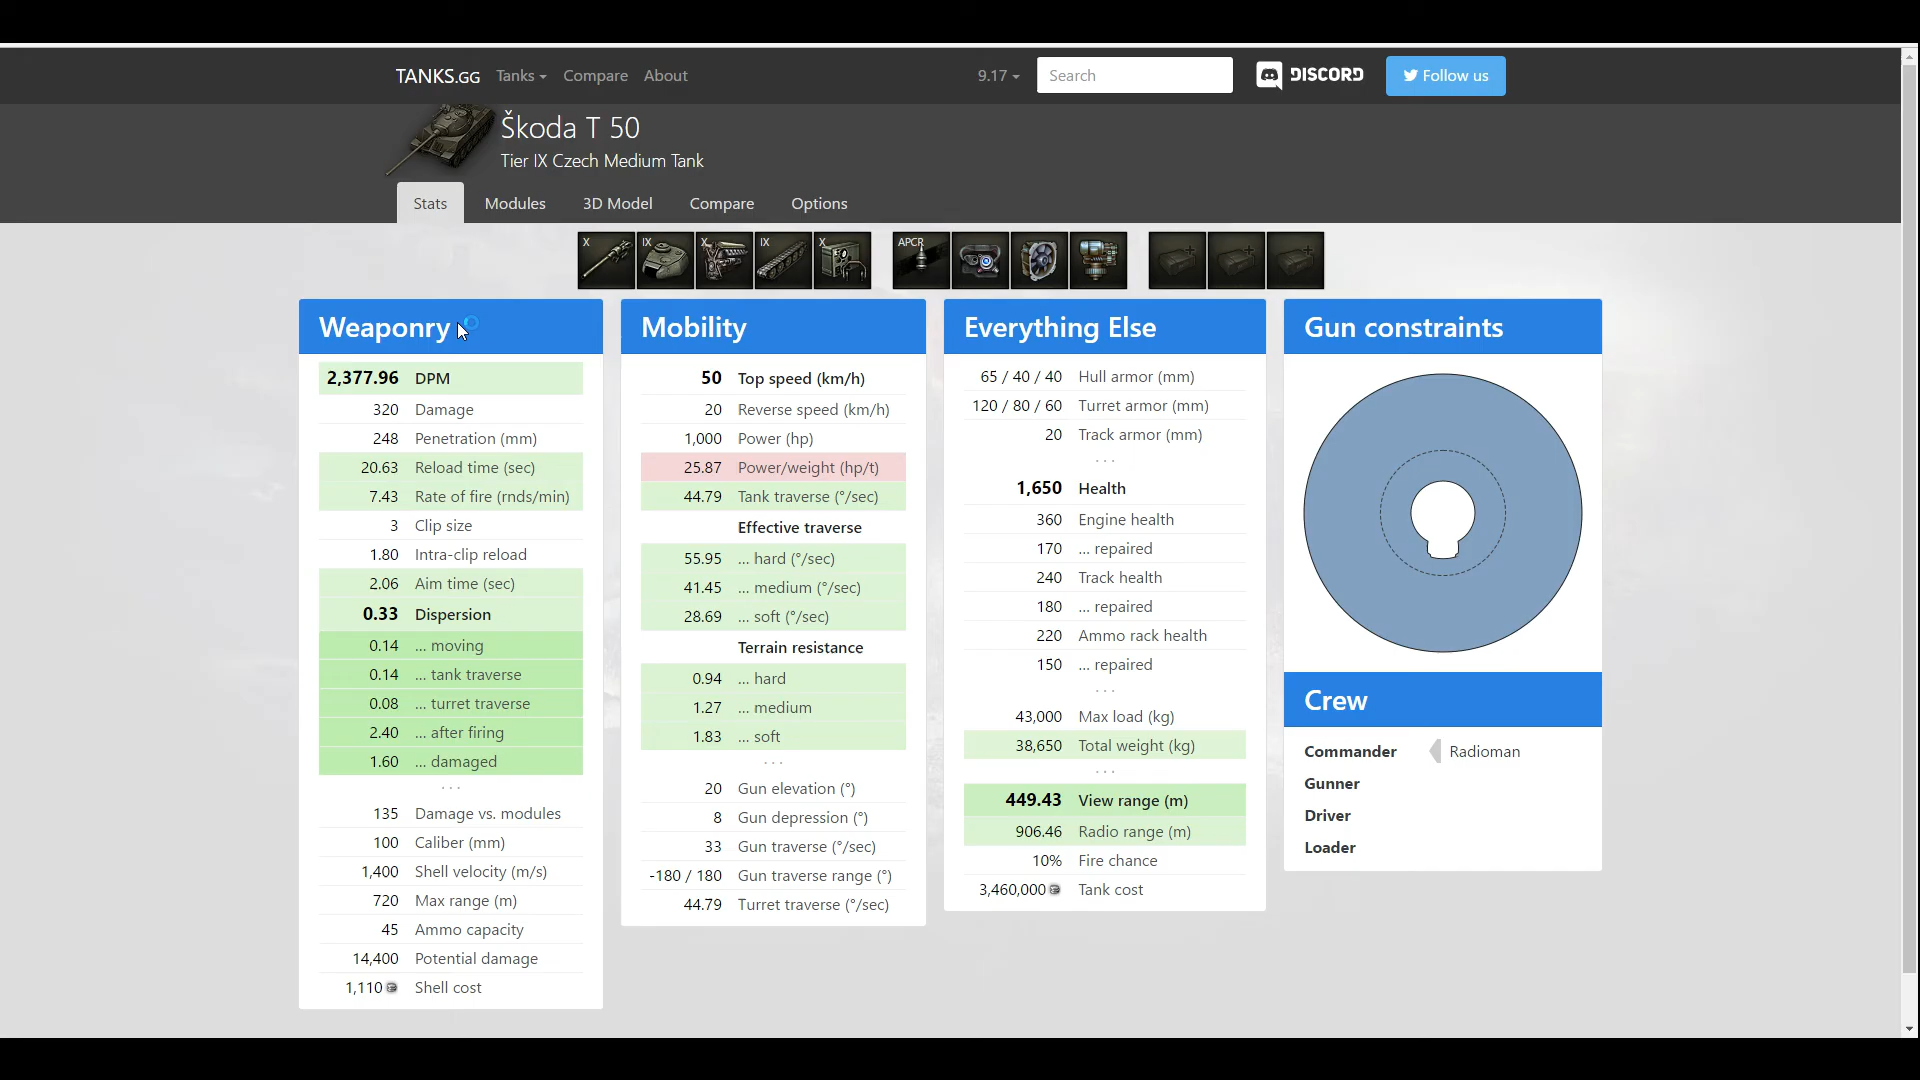 TANKS.GG Tanks Compare About 9.17 Search DISCORD Follow us
Škoda T 50
Tier IX Czech Medium Tank
Stats Modules 3D Model Compare Options
X IX X IX X APCR
Weaponry
2,377.96 DPM
320 Damage
248 Penetration (mm)
20.63 Reload time (sec)
7.43 Rate of fire (rnds/min)
3 Clip size
1.80 Intra-clip reload
2.06 Aim time (sec)
0.33 Dispersion
0.14 ... moving
0.14 ... tank traverse
0.08 ... turret traverse
2.40 ... after firing
1.60 ... damaged
...
135 Damage vs. modules
100 Caliber (mm)
1,400 Shell velocity (m/s)
720 Max range (m)
45 Ammo capacity
14,400 Potential damage
1,110 Shell cost
Mobility
50 Top speed (km/h)
20 Reverse speed (km/h)
1,000 Power (hp)
25.87 Power/weight (hp/t)
44.79 Tank traverse (°/sec)
Effective traverse
55.95 ... hard (°/sec)
41.45 ... medium (°/sec)
28.69 ... soft (°/sec)
Terrain resistance
0.94 ... hard
1.27 ... medium
1.83 ... soft
...
20 Gun elevation (°)
8 Gun depression (°)
33 Gun traverse (°/sec)
-180 / 180 Gun traverse range (°)
44.79 Turret traverse (°/sec)
Everything Else
65 / 40 / 40 Hull armor (mm)
120 / 80 / 60 Turret armor (mm)
20 Track armor (mm)
...
1,650 Health
360 Engine health
170 ... repaired
240 Track health
180 ... repaired
220 Ammo rack health
150 ... repaired
...
43,000 Max load (kg)
38,650 Total weight (kg)
...
449.43 View range (m)
906.46 Radio range (m)
10% Fire chance
3,460,000 Tank cost
Gun constraints
Crew
Commander Radioman
Gunner
Driver
Loader